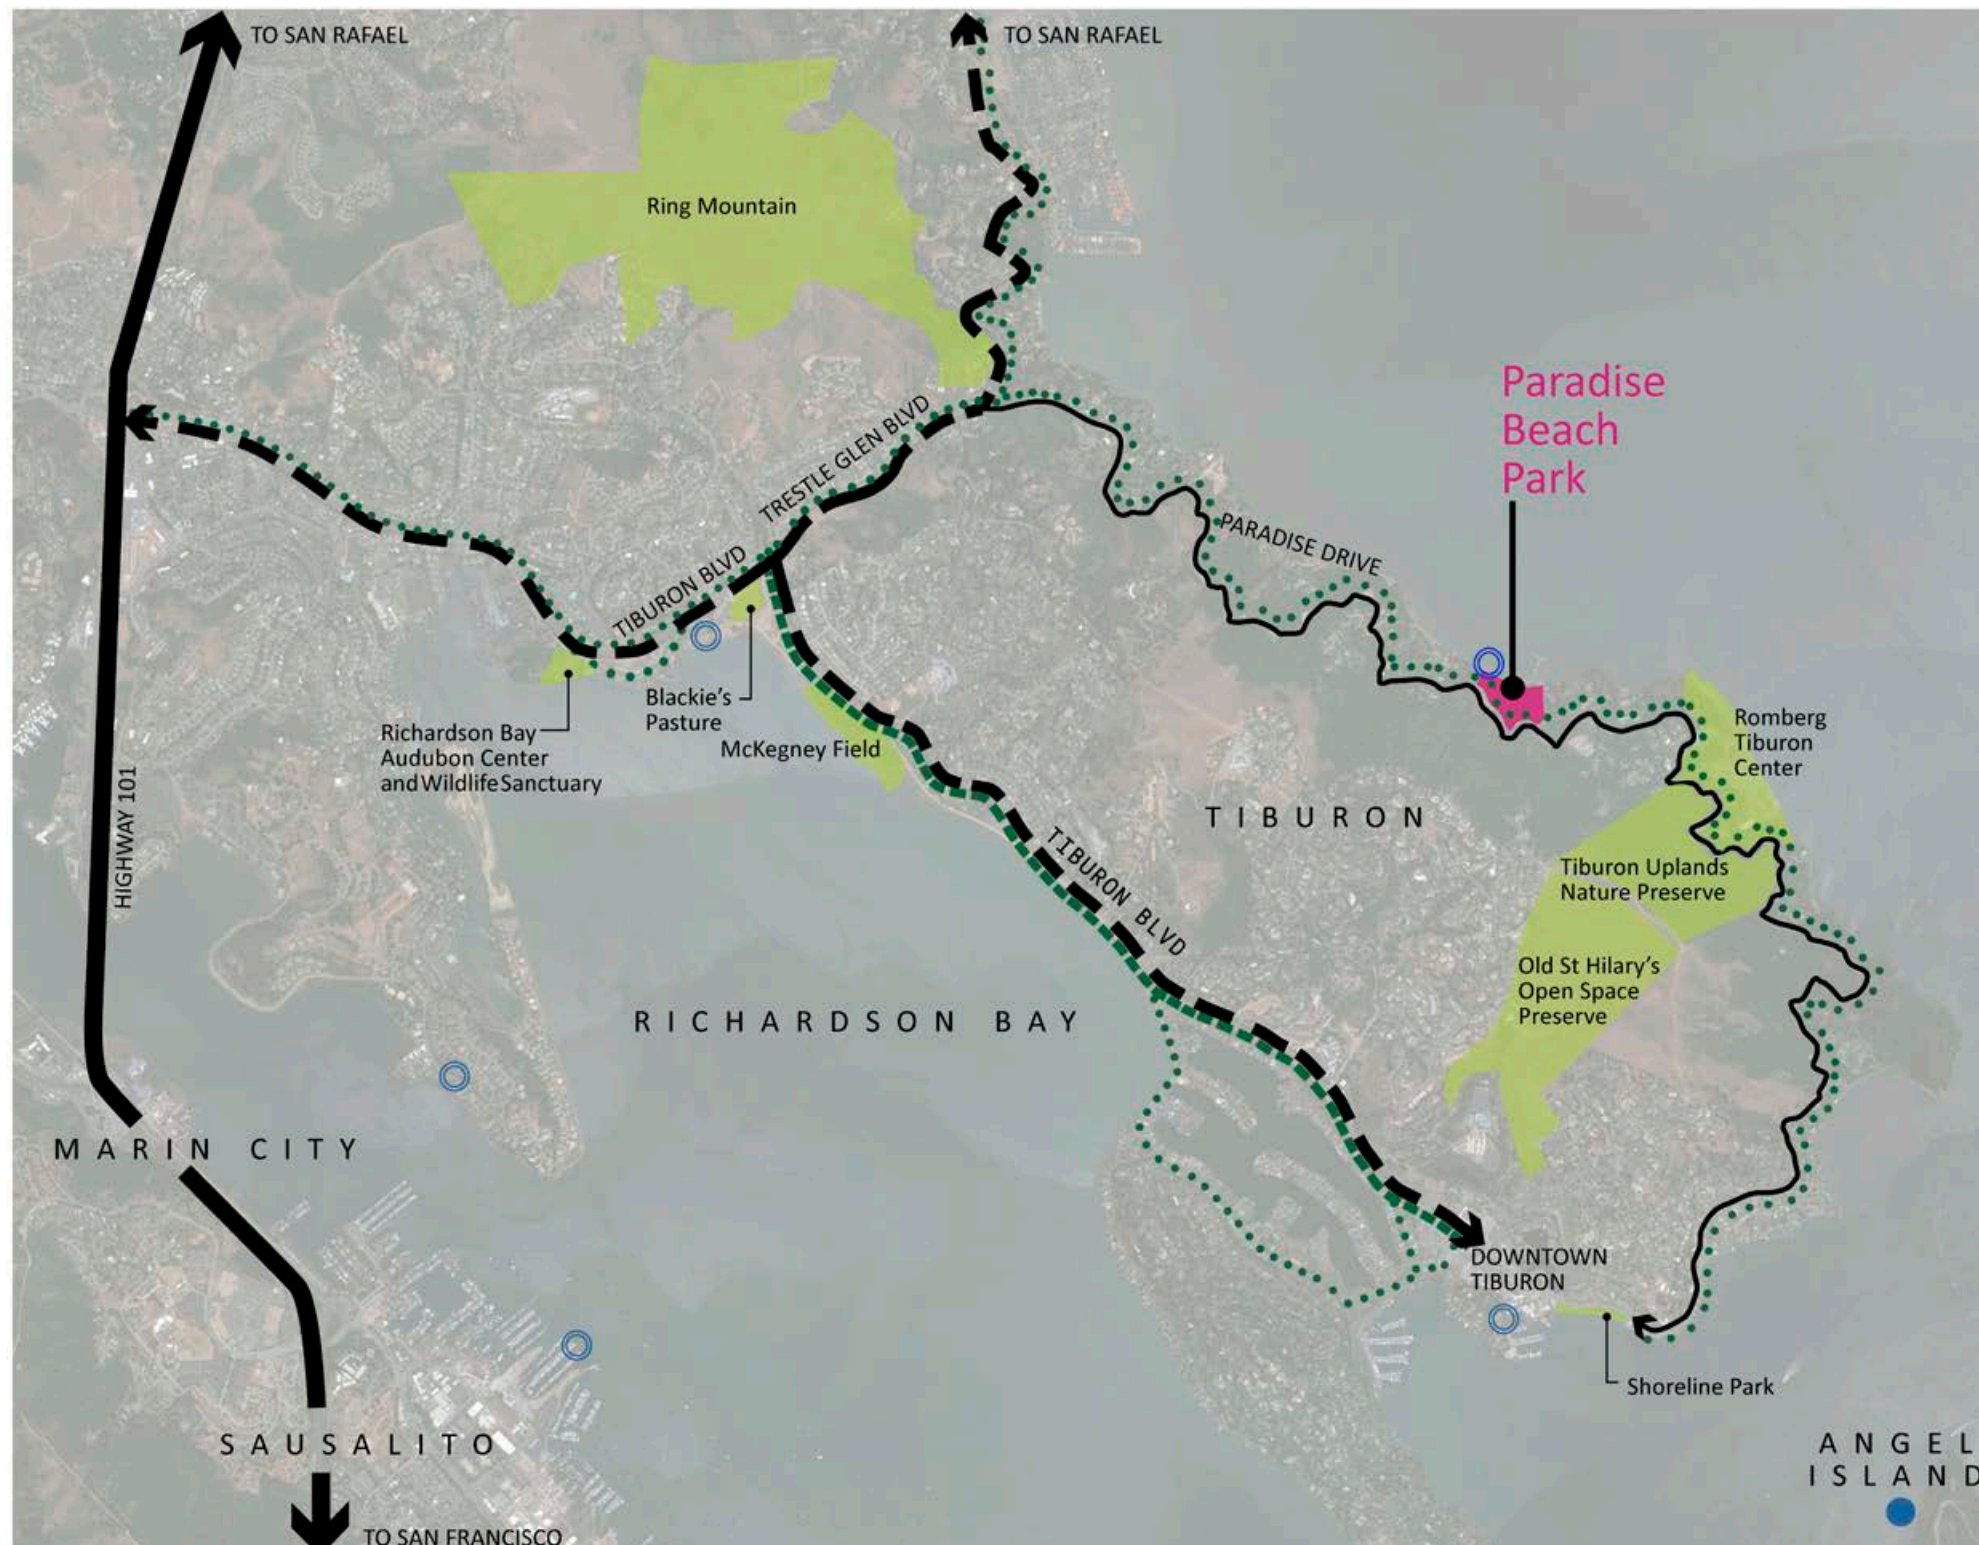 TO SAN RAFAEL
TO SAN RAFAEL
Ring Mountain
Paradise
Beach
Park
TRESTLE GLEN BLVD
PARADISE DRIVE
TIBURON BLVD
Blackie's
Pasture
Richardson Bay
Audubon Center
and Wildlife Sanctuary
McKegney Field
Romberg
Tiburon
Center
HIGHWAY 101
TIBURON
TIBURON BLVD
Tiburon Uplands
Nature Preserve
Old St Hilary's
Open Space
Preserve
RICHARDSON BAY
MARIN CITY
DOWNTOWN
TIBURON
Shoreline Park
SAUSALITO
ANGEL
ISLAND
TO SAN FRANCISCO